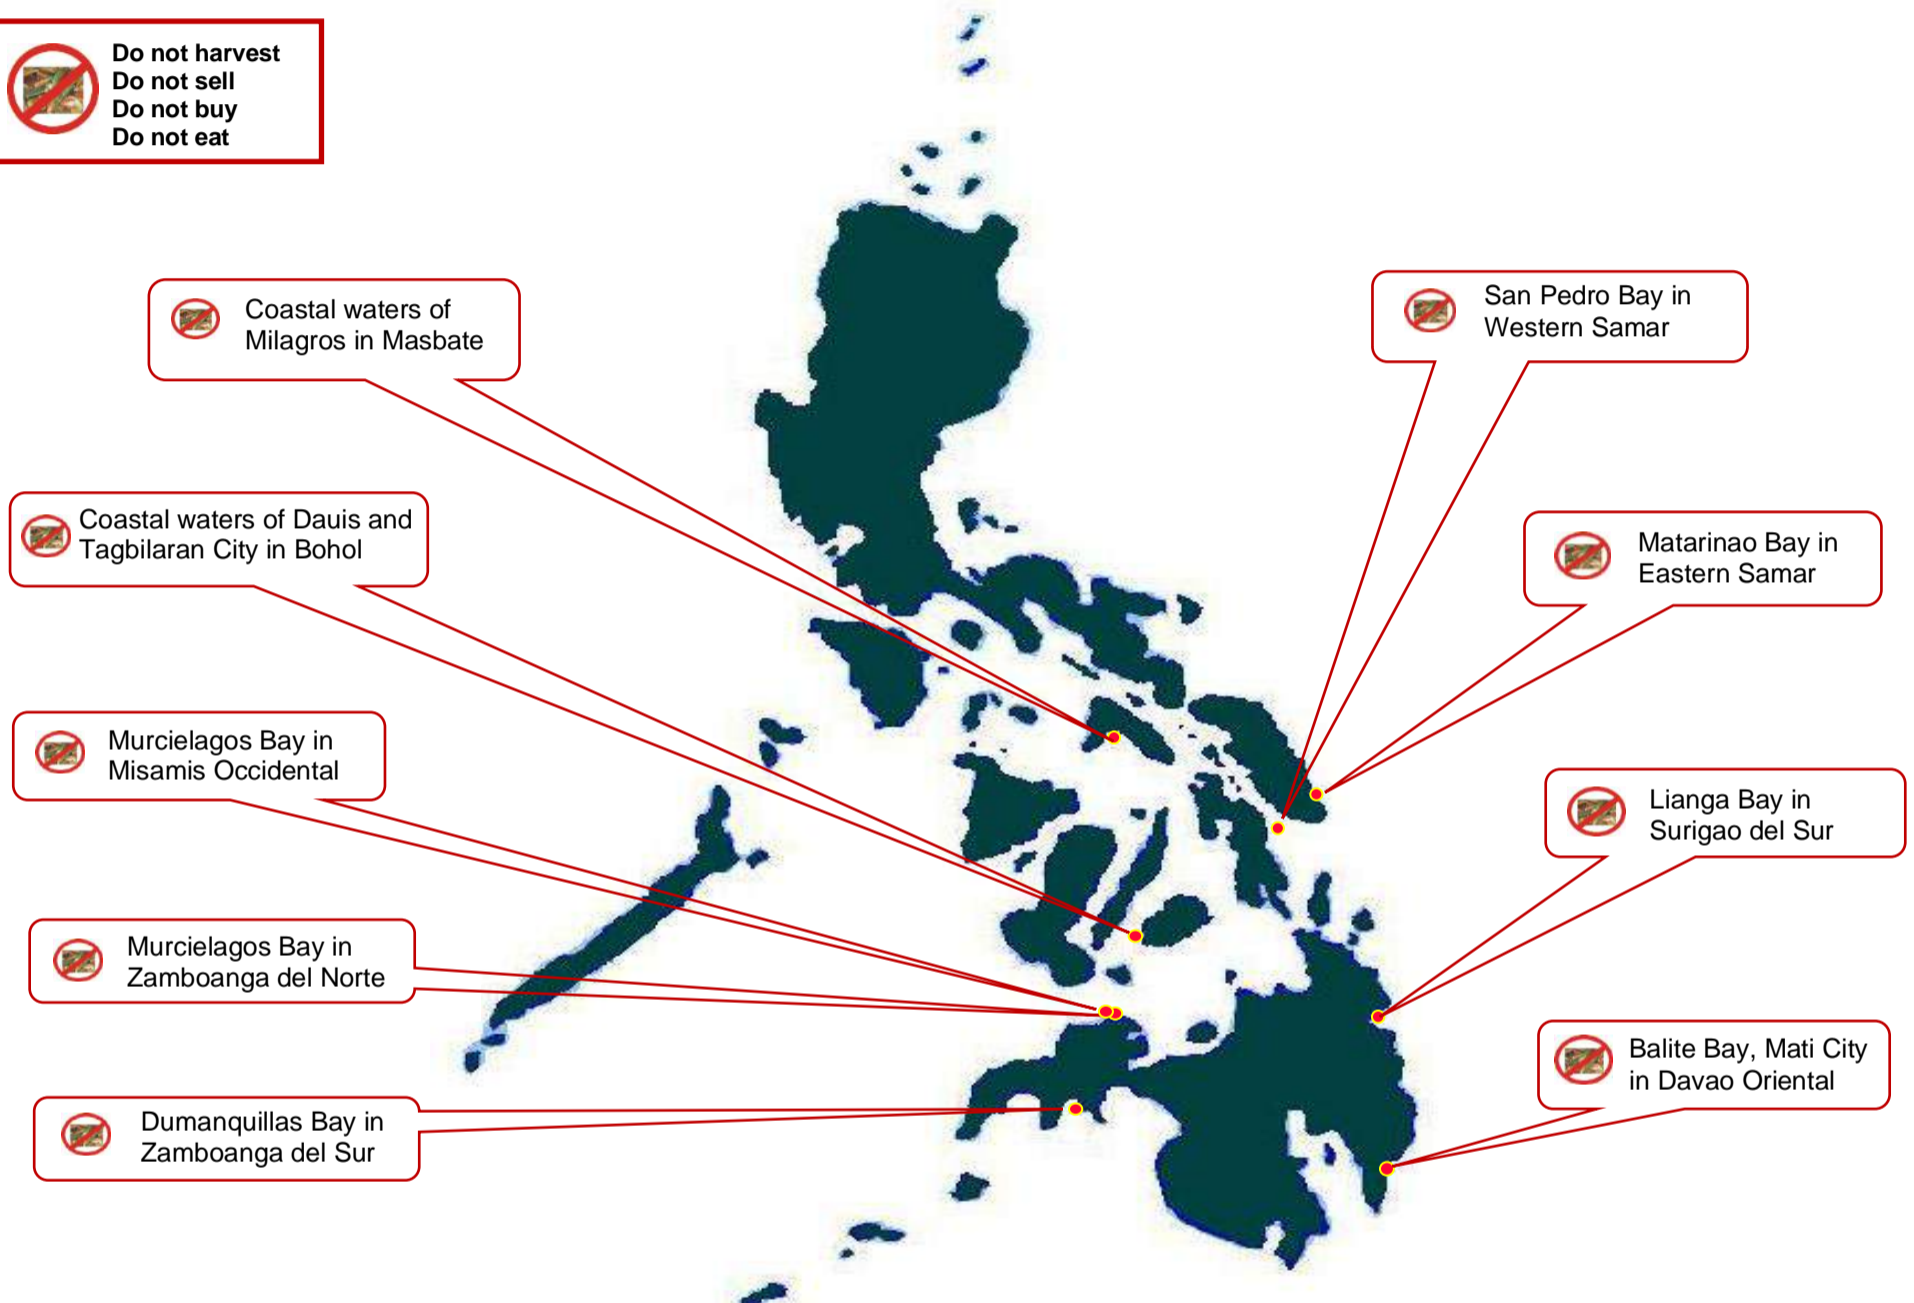 Do not harvest
Do not sell
Do not buy
Do not eat
Coastal waters of
Milagros in Masbate
Coastal waters of Dauis and
Tagbilaran City in Bohol
Murcielagos Bay in
Misamis Occidental
Murcielagos Bay in
Zamboanga del Norte
Dumanquillas Bay in
Zamboanga del Sur
San Pedro Bay in
Western Samar
Matarinao Bay in
Eastern Samar
Lianga Bay in
Surigao del Sur
Balite Bay, Mati City
in Davao Oriental